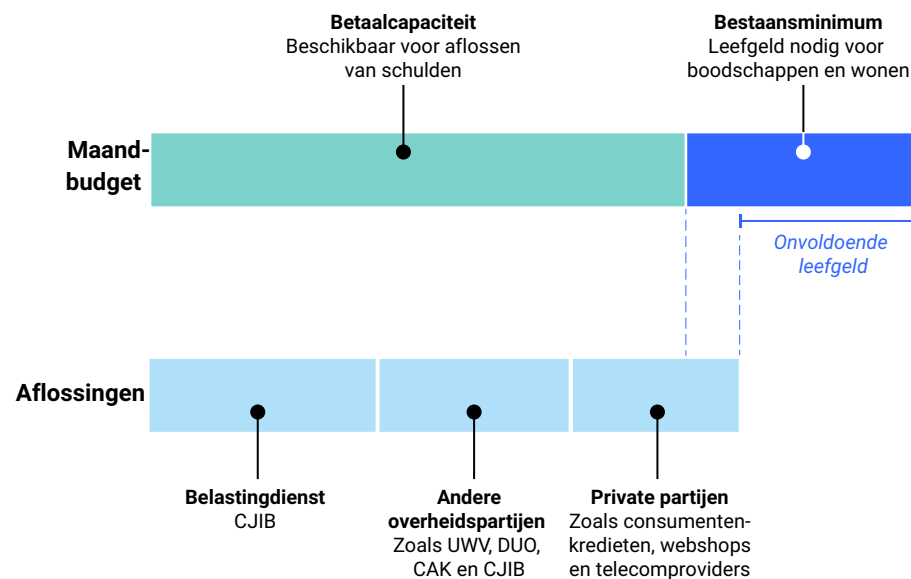 Betaalcapaciteit
Beschikbaar voor aflossen
van schulden
Bestaansminimum
Leefgeld nodig voor
boodschappen en wonen
Maand-
budget
Onvoldoende
leefgeld
Aflossingen
Belastingdienst
CJIB
Andere
overheidspartijen
Zoals UWV, DUO,
CAK en CJIB
Private partijen
Zoals consumenten-
kredieten, webshops
en telecomproviders